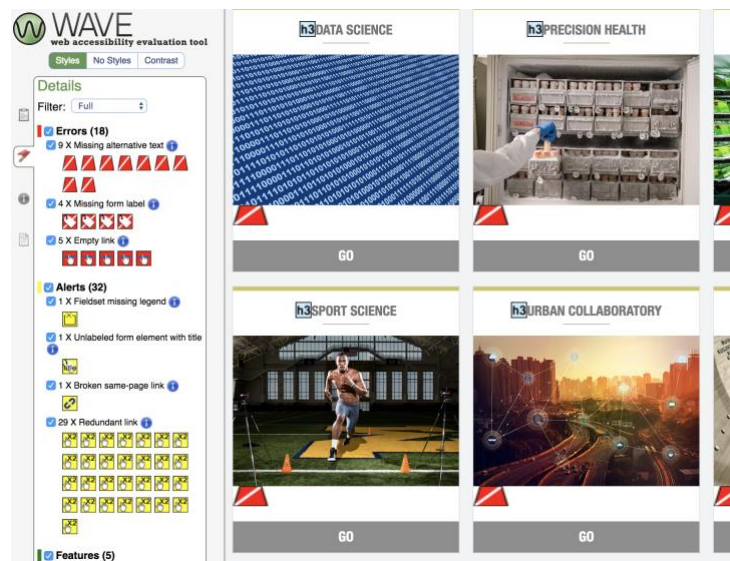 WAVE
web accessibility evaluation tool
Styles No Styles Contrast
Details
Filter: Full
Errors (18)
9 X Missing alternative text
4 X Missing form label
5 X Empty link
Alerts (32)
1 X Fieldset missing legend
1 X Unlabeled form element with title
1 X Broken same-page link
29 X Redundant link
Features (5)
h3 DATA SCIENCE
GO
h3 PRECISION HEALTH
GO
h3 SPORT SCIENCE
GO
h3 URBAN COLLABORATORY
GO